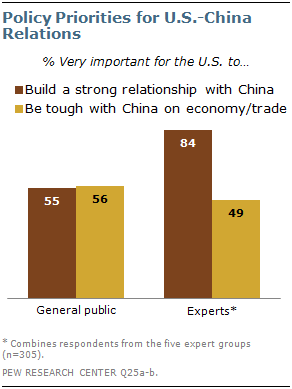 Policy Priorities for U.S.-China
Relations
% Very important for the U.S. to…
Build a strong relationship with China
Be tough with China on economy/trade
55
56
84
49
General public
Experts*
* Combines respondents from the five expert groups
(n=305).
PEW RESEARCH CENTER Q25a-b.